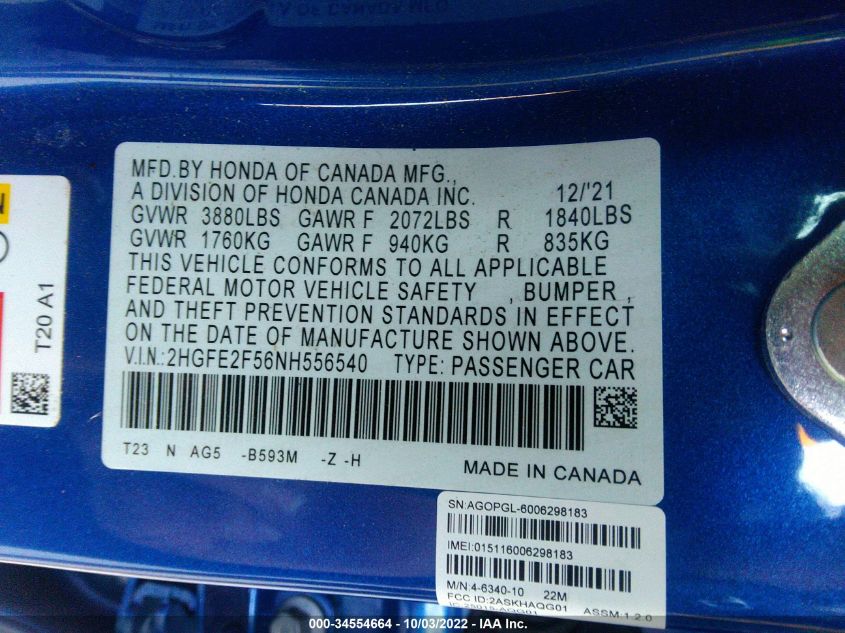 MFD.BY HONDA OF CANADA MFG.,
A DIVISION OF HONDA CANADA INC. 12/'21
GVWR 3880LBS GAWR F 2072LBS R 1840LBS
GVWR 1760KG GAWR F 940KG R 835KG
THIS VEHICLE CONFORMS TO ALL APPLICABLE
FEDERAL MOTOR VEHICLE SAFETY , BUMPER ,
AND THEFT PREVENTION STANDARDS IN EFFECT
ON THE DATE OF MANUFACTURE SHOWN ABOVE.
V.I.N.:2HGFE2F56NH556540 TYPE: PASSENGER CAR
T23 N AG5 -B593M -Z -H
MADE IN CANADA
T20 A1
SN:AGOPGL-6006298183
IMEI:015116006298183
M/N:4-6340-10 22M
FCC ID:2ASKHAQG01 ASSM:1.2.0
000-34554664 - 10/03/2022 - IAA Inc.